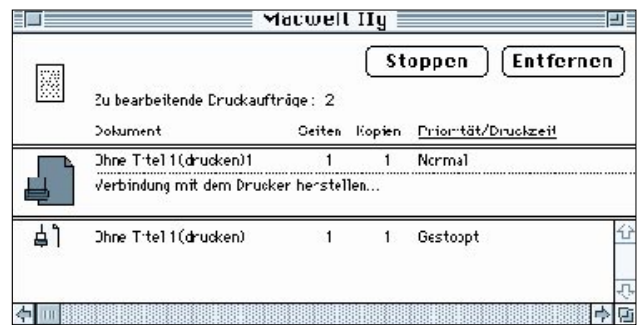 Macwelt IIg
Stoppen Entfernen
Zu bearbeitende Druckaufträge: 2
Dokument Seiten Kopien Priorität/Druckzeit
Ohne Titel 1(drucken)1 1 1 Normal
Verbindung mit dem Drucker herstellen...
Ohne Titel 1(drucken) 1 1 Gestoppt